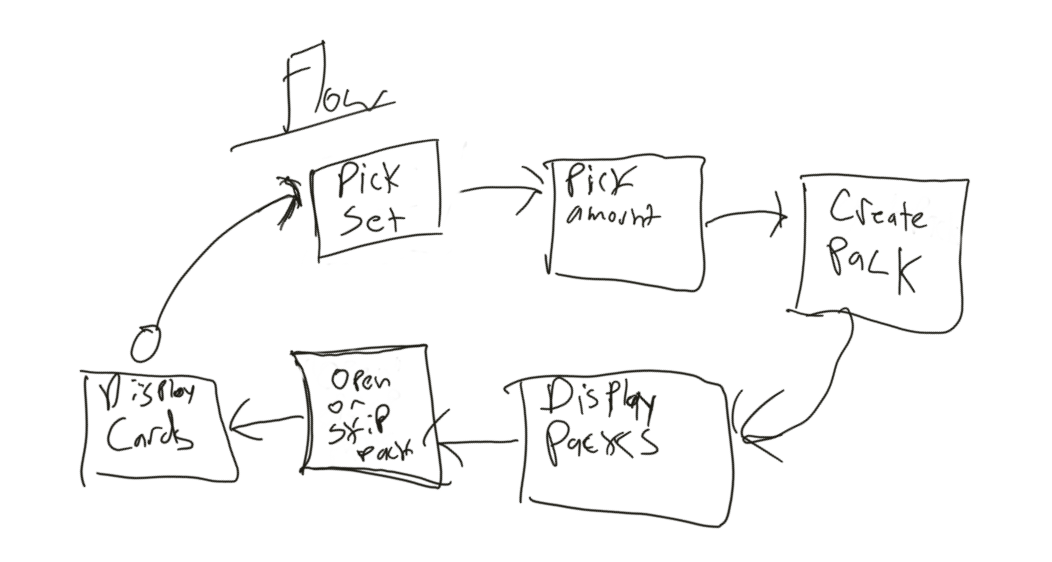 Flow
Pick
Set
Pick
amount
Create
Pack
Display
Cards
Open
or
skip
pack
Display
Packs